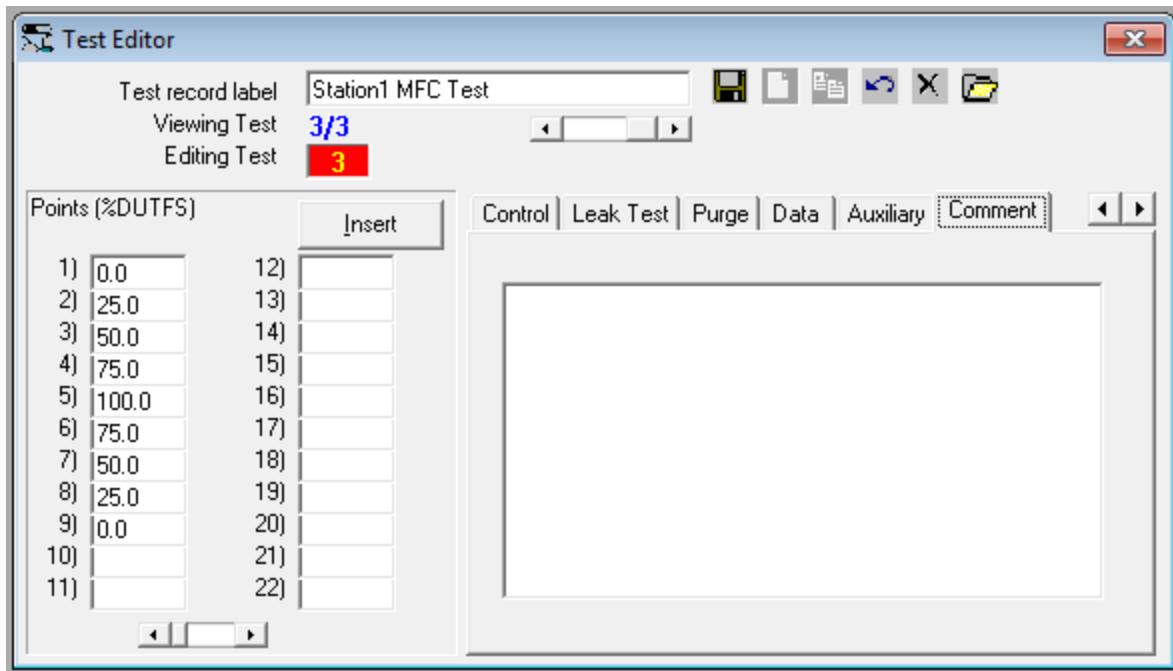 Test Editor
Test record label Station1 MFC Test
Viewing Test 3/3
Editing Test 3
Points (%DUTFS) Insert
Control Leak Test Purge Data Auxiliary Comment
1) 0.0 12)
2) 25.0 13)
3) 50.0 14)
4) 75.0 15)
5) 100.0 16)
6) 75.0 17)
7) 50.0 18)
8) 25.0 19)
9) 0.0 20)
10) 21)
11) 22)